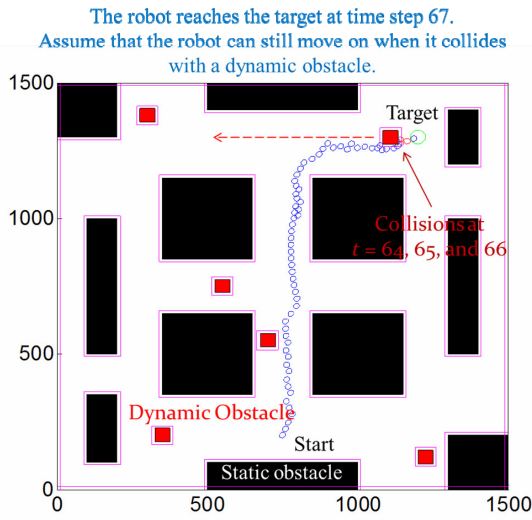 The robot reaches the target at time step 67.
Assume that the robot can still move on when it collides
with a dynamic obstacle.
1500
Target
1000
Collisions at
t = 64, 65, and 66
500
Dynamic Obstacle
Start
Static obstacle
0
0 500 1000 1500